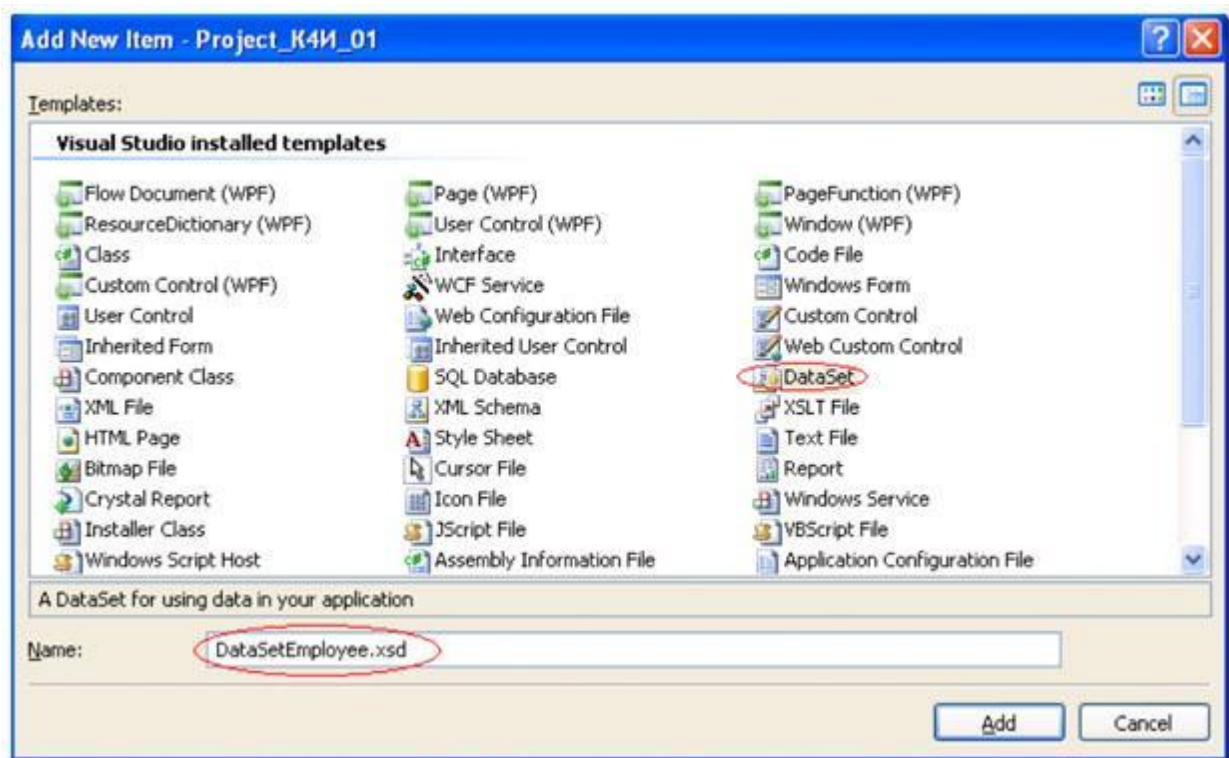 Add New Item - Project_К4И_01
Templates:
Visual Studio installed templates
Flow Document (WPF) Page (WPF) PageFunction (WPF)
ResourceDictionary (WPF) User Control (WPF) Window (WPF)
Class Interface Code File
Custom Control (WPF) WCF Service Windows Form
User Control Web Configuration File Custom Control
Inherited Form Inherited User Control Web Custom Control
Component Class SQL Database DataSet
XML File XML Schema XSLT File
HTML Page Style Sheet Text File
Bitmap File Cursor File Report
Crystal Report Icon File Windows Service
Installer Class JScript File VBScript File
Windows Script Host Assembly Information File Application Configuration File
A DataSet for using data in your application
Name: DataSetEmployee.xsd
Add Cancel